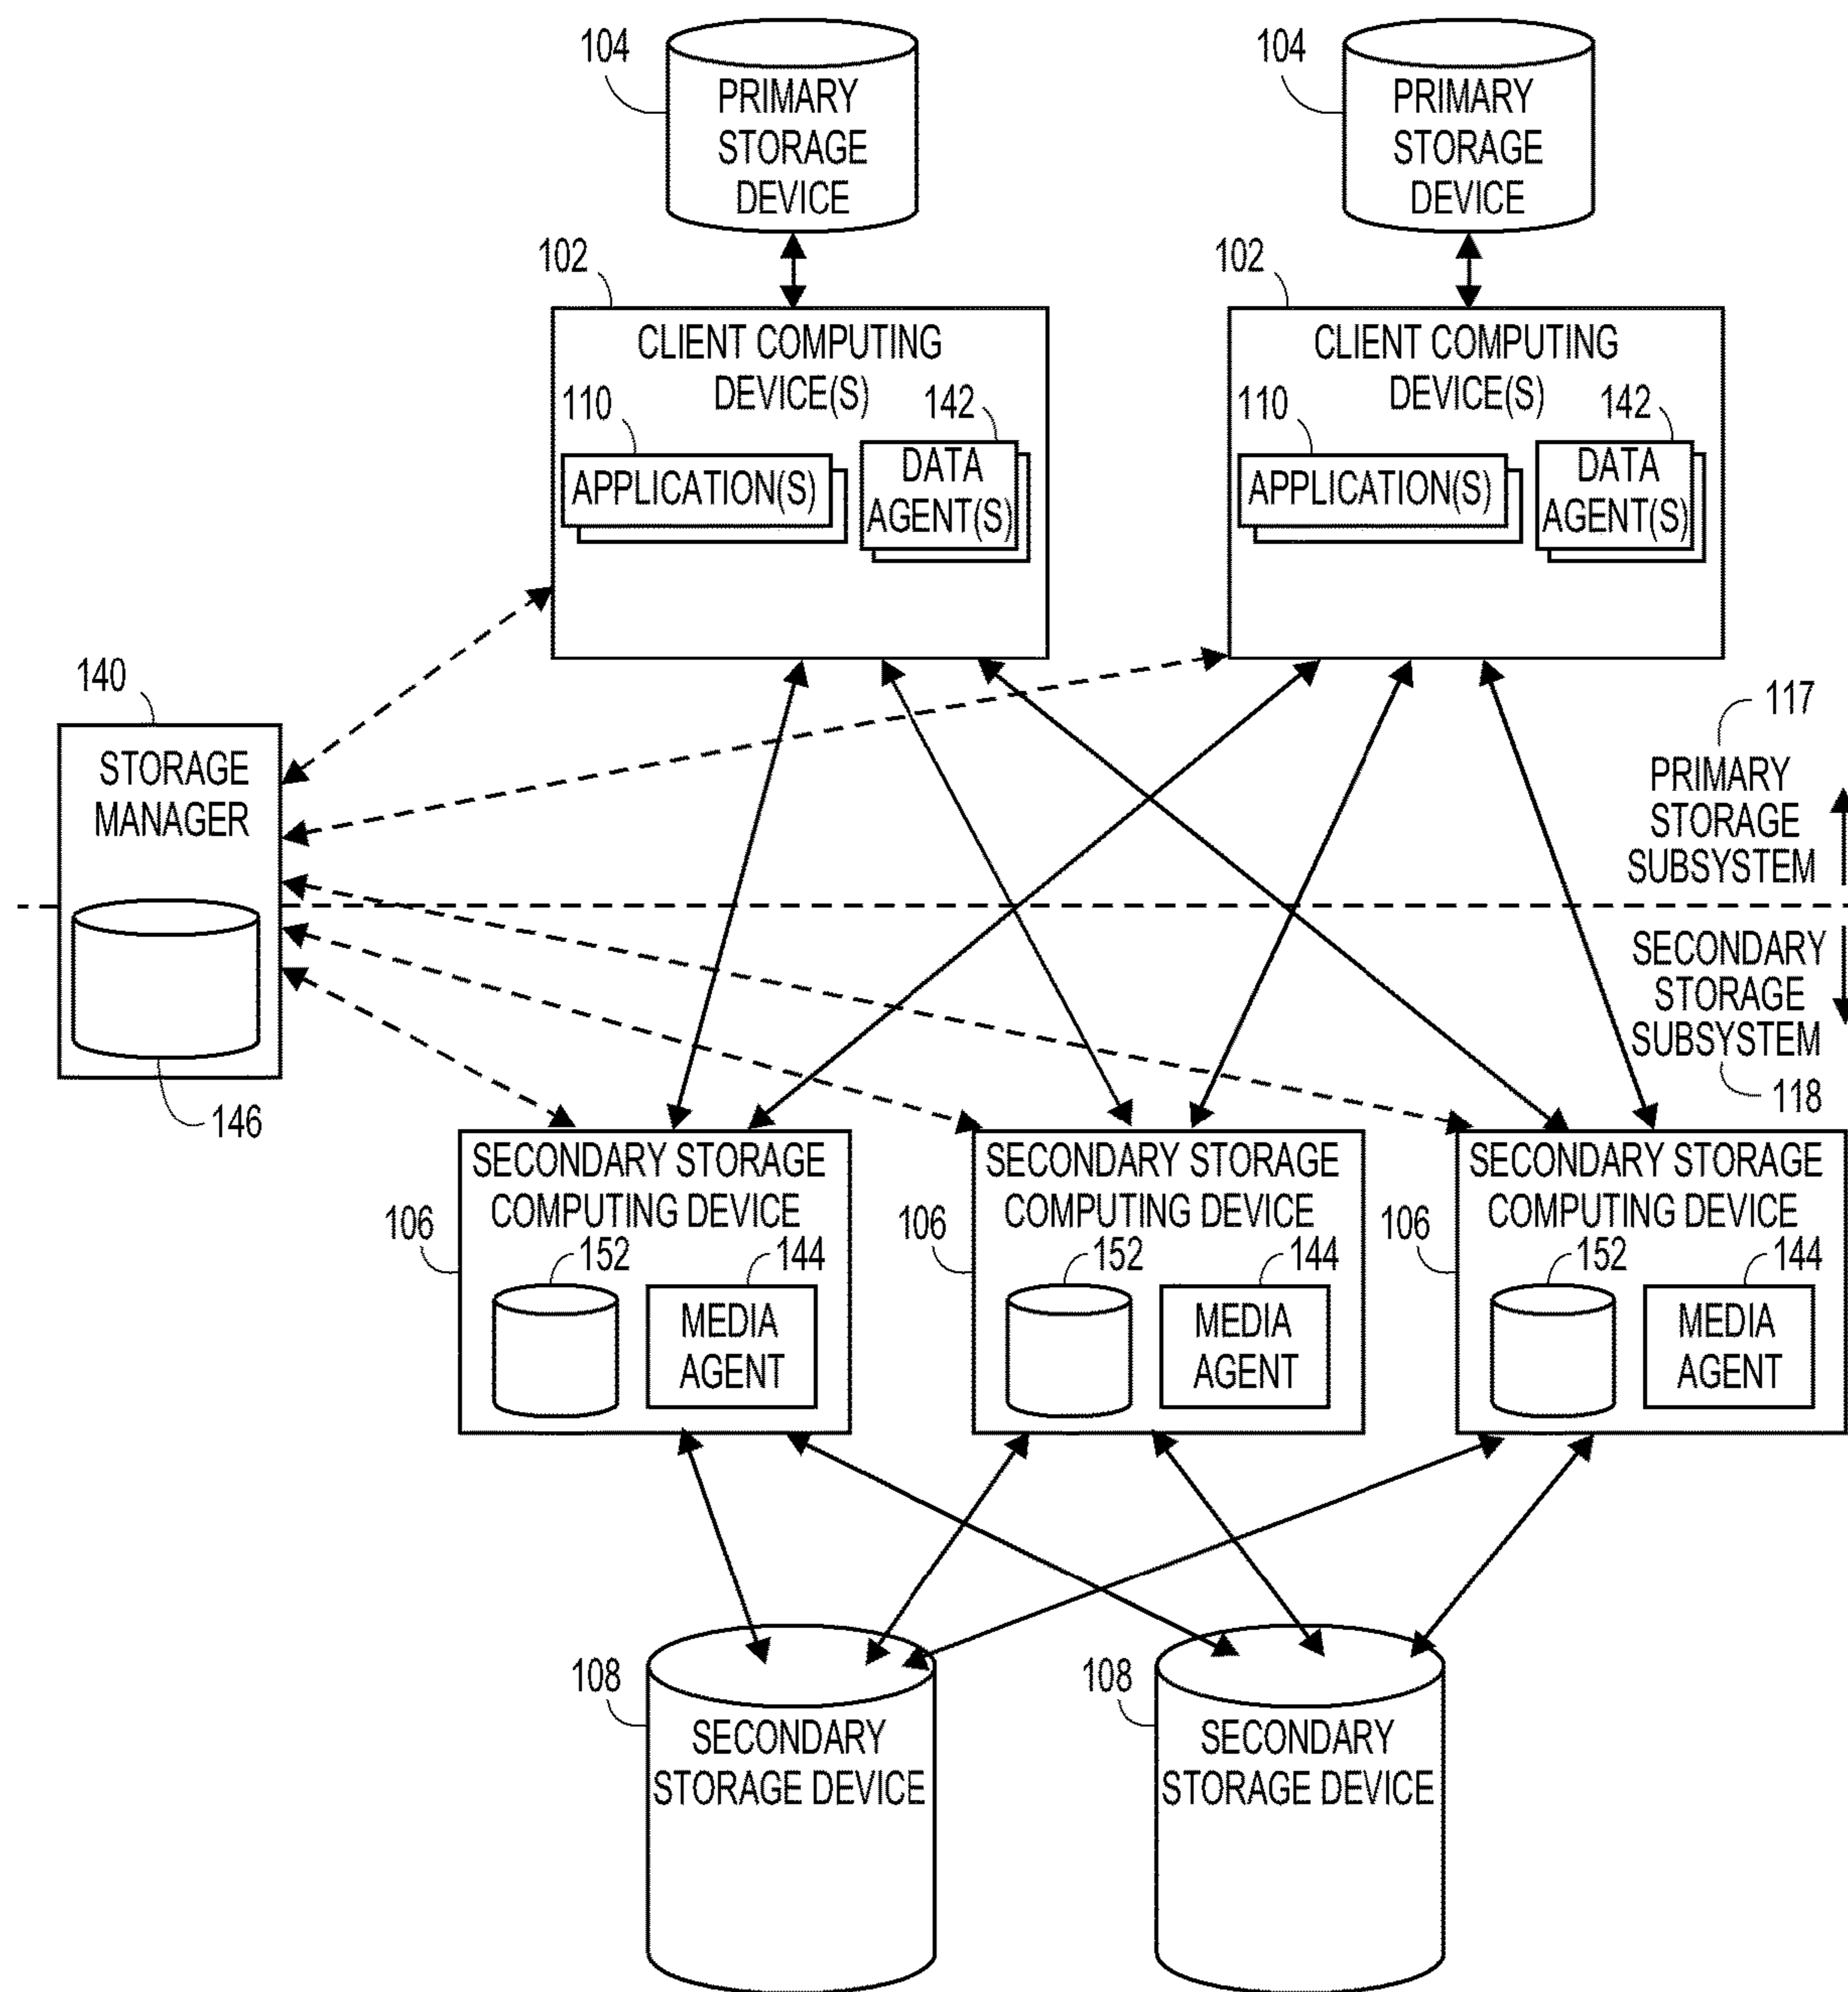 104
PRIMARY
STORAGE
DEVICE
104
PRIMARY
STORAGE
DEVICE
102
CLIENT COMPUTING
DEVICE(S)
110
APPLICATION(S)
142
DATA
AGENT(S)
102
CLIENT COMPUTING
DEVICE(S)
110
APPLICATION(S)
142
DATA
AGENT(S)
140
STORAGE
MANAGER
146
117
PRIMARY
STORAGE
SUBSYSTEM
SECONDARY
STORAGE
SUBSYSTEM
118
106
SECONDARY STORAGE
COMPUTING DEVICE
152
144
MEDIA
AGENT
106
SECONDARY STORAGE
COMPUTING DEVICE
152
144
MEDIA
AGENT
106
SECONDARY STORAGE
COMPUTING DEVICE
152
144
MEDIA
AGENT
108
SECONDARY
STORAGE DEVICE
108
SECONDARY
STORAGE DEVICE